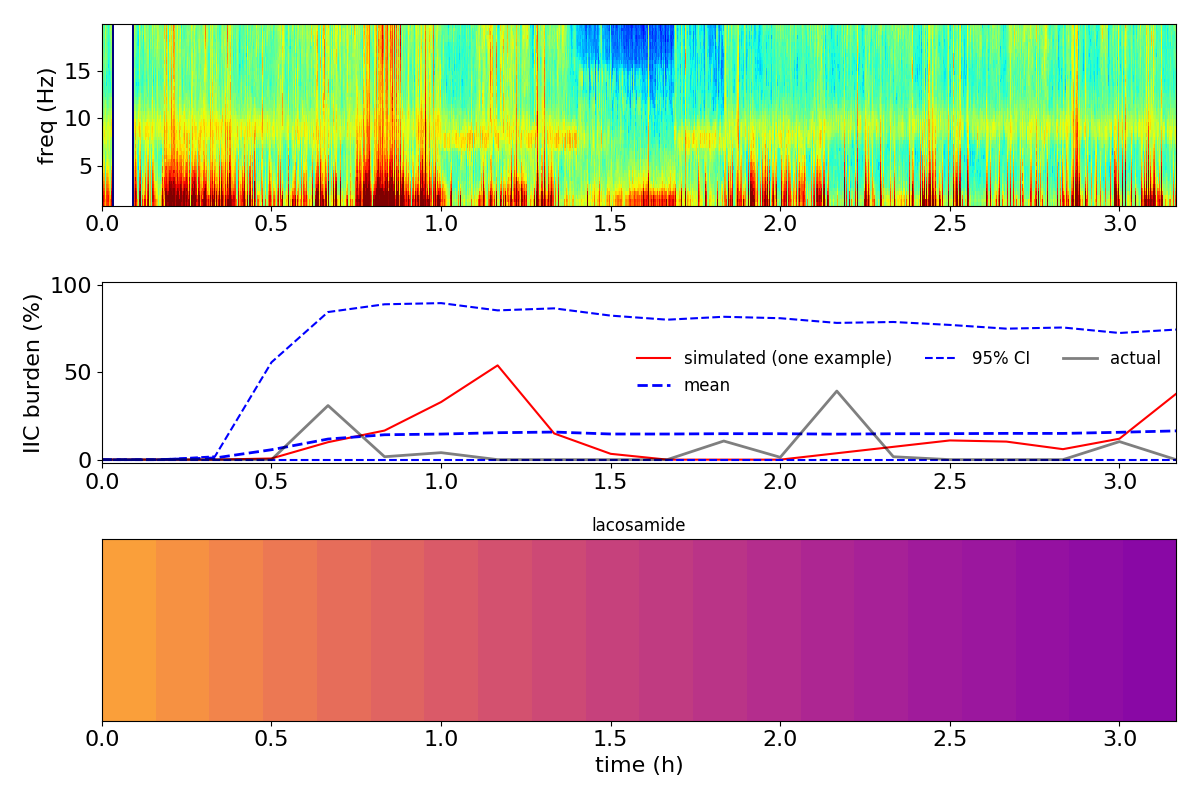 freq (Hz)
15
10
5
0.0 0.5 1.0 1.5 2.0 2.5 3.0
IIC burden (%)
100
50
0
simulated (one example) 95% CI actual
mean
0.0 0.5 1.0 1.5 2.0 2.5 3.0
lacosamide
0.0 0.5 1.0 1.5 2.0 2.5 3.0
time (h)